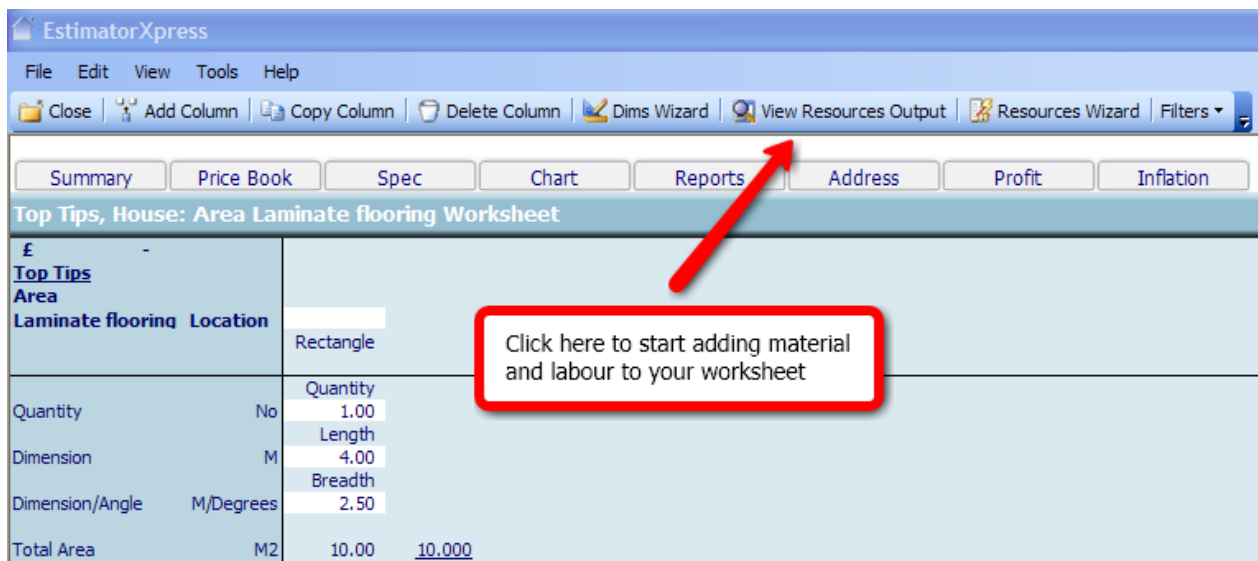 EstimatorXpress
File Edit View Tools Help
Close Add Column Copy Column Delete Column Dims Wizard View Resources Output Resources Wizard Filters
Summary Price Book Spec Chart Reports Address Profit Inflation
Top Tips, House: Area Laminate flooring Worksheet
£ -
Top Tips
Area
Laminate flooring Location
Rectangle
Click here to start adding material
and labour to your worksheet
Quantity
Quantity No 1.00
Length
Dimension M 4.00
Breadth
Dimension/Angle M/Degrees 2.50
Total Area M2 10.00 10.000